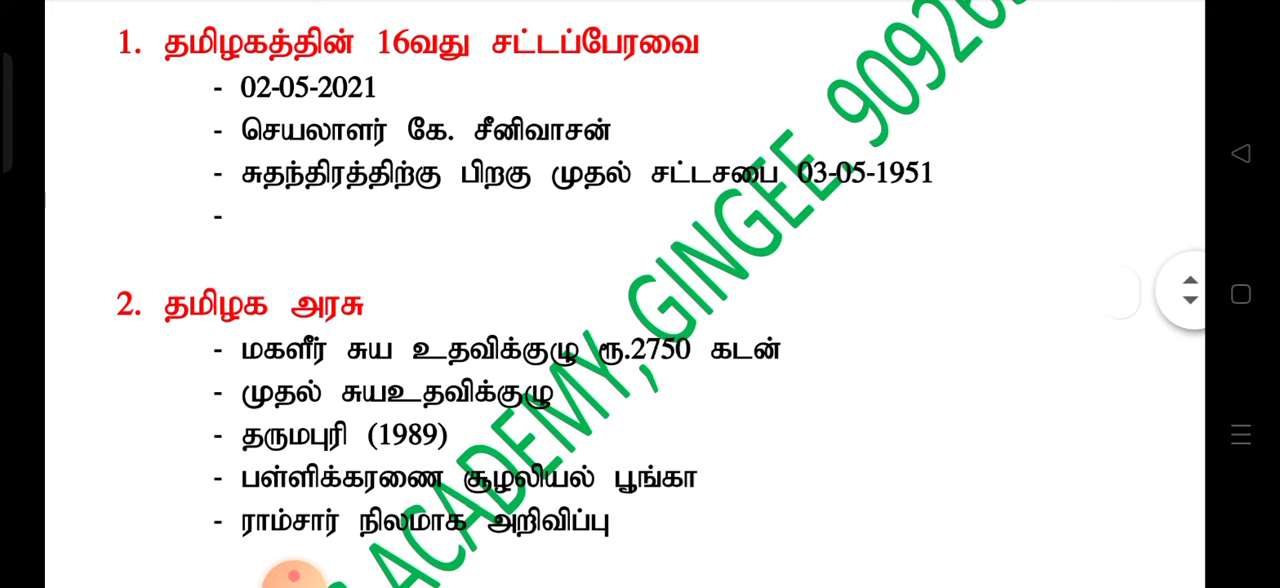 1. தமிழகத்தின் 16வது சட்டப்பேரவை
- 02-05-2021
- செயலாளர் கே. சீனிவாசன்
- சுதந்திரத்திற்கு பிறகு முதல் சட்டசபை 03-05-1951
-
2. தமிழக அரசு
- மகளீர் சுய உதவிக்குழு ரூ.2750 கடன்
- முதல் சுயஉதவிக்குழு
- தருமபுரி (1989)
- பள்ளிக்கரணை சூழலியல் பூங்கா
- ராம்சார் நிலமாக அறிவிப்பு
ACADEMY, GINGEE, 9092